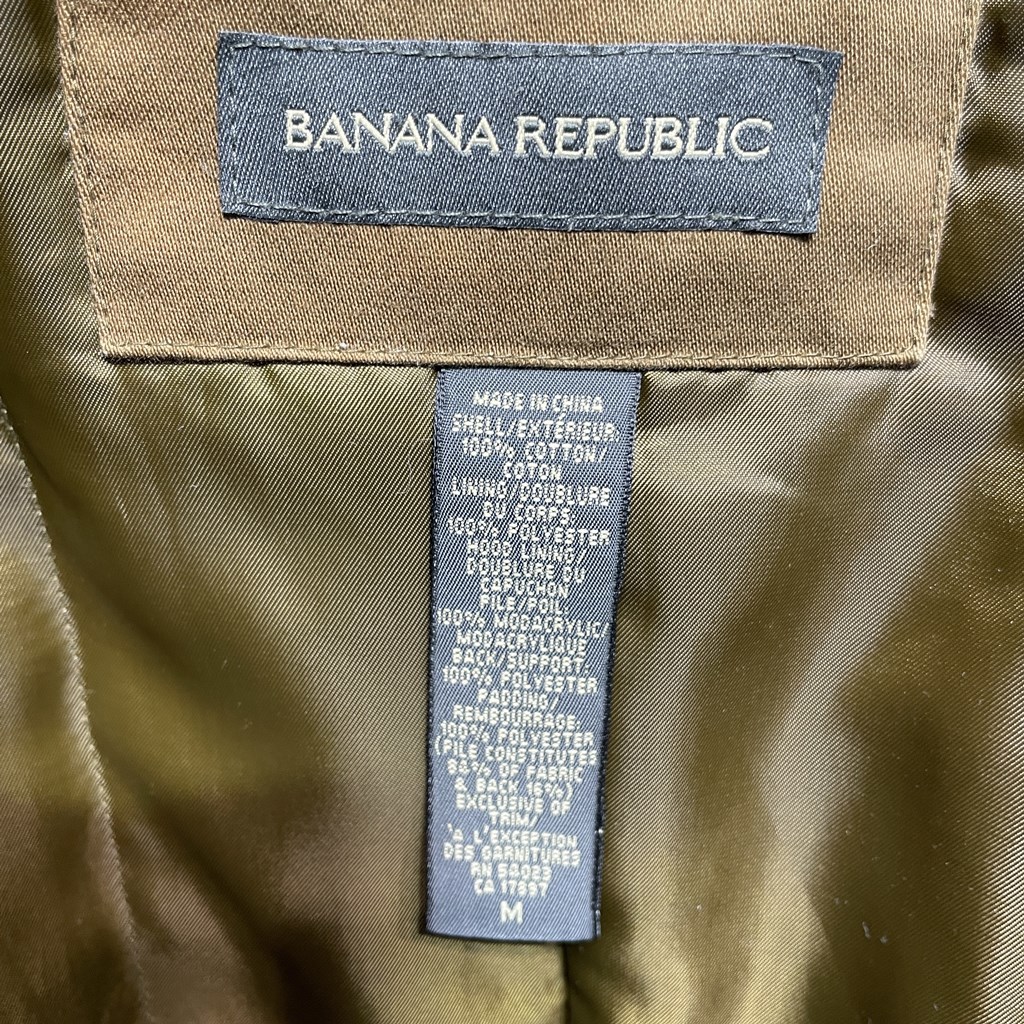 BANANA REPUBLIC
MADE IN CHINA
SHELL/EXTÉRIEUR:
100% COTTON/
COTON
LINING/DOUBLURE
DU CORPS:
100% POLYESTER
HOOD LINING/
DOUBLURE DU
CAPUCHON
PILE/POIL:
100% MODACRYLIC/
MODACRYLIQUE
BACK/SUPPORT:
100% POLYESTER
PADDING/
REMBOURRAGE:
100% POLYESTER
(PILE CONSTITUTES
82% OF FABRIC
& BACK 18%)
EXCLUSIVE OF
TRIM/
À L'EXCEPTION
DES GARNITURES
RN 54023
CA 17897
M